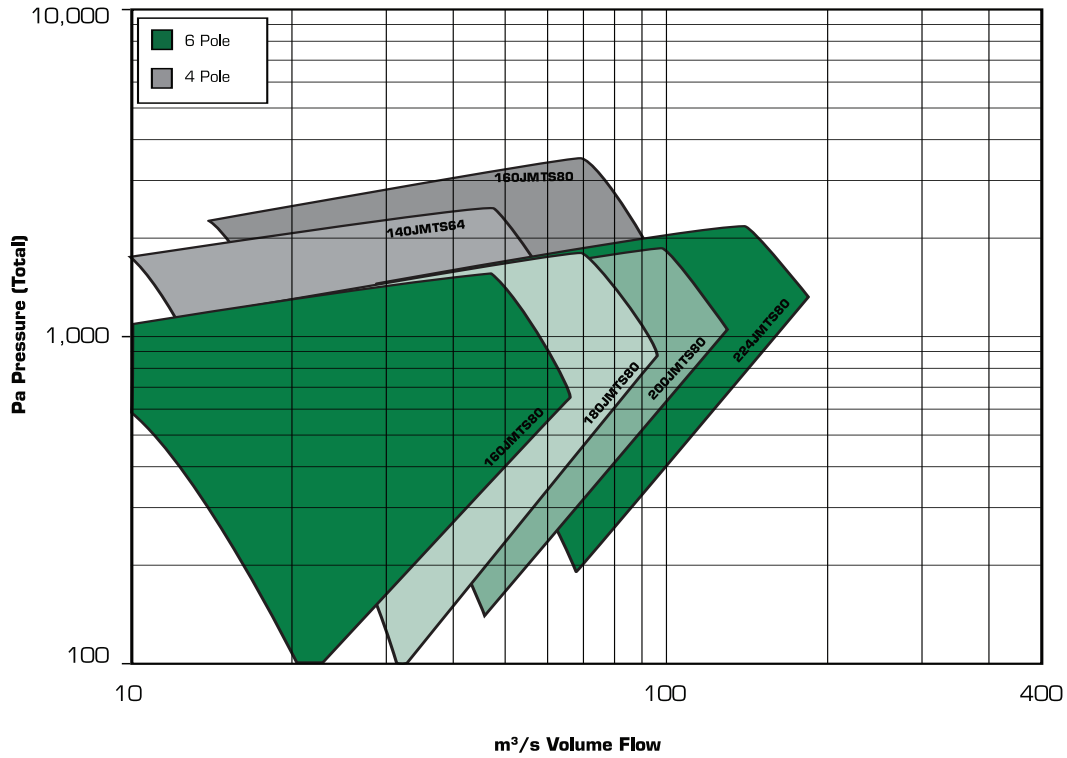 10,000
6 Pole
4 Pole
160JMTS80
140JMTS64
1,000
224JMTS80
200JMTS80
180JMTS80
160JMTS80
Pa Pressure (Total)
100
10
100
400
m³/s Volume Flow